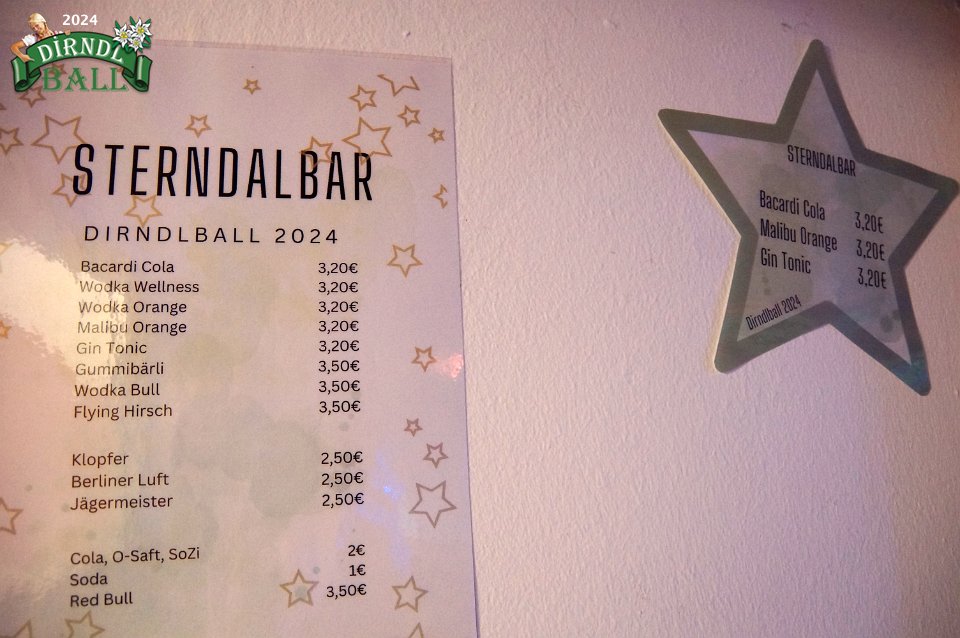 2024
DIRNDL
BALL
STERNDALBAR
DIRNDLBALL 2024
Bacardi Cola 3,20€
Wodka Wellness 3,20€
Wodka Orange 3,20€
Malibu Orange 3,20€
Gin Tonic 3,20€
Gummibärli 3,50€
Wodka Bull 3,50€
Flying Hirsch 3,50€
Klopfer 2,50€
Berliner Luft 2,50€
Jägermeister 2,50€
Cola, O-Saft, SoZi 2€
Soda 1€
Red Bull 3,50€
STERNDALBAR
Bacardi Cola 3,20€
Malibu Orange 3,20€
Gin Tonic 3,20€
Dirndlball 2024